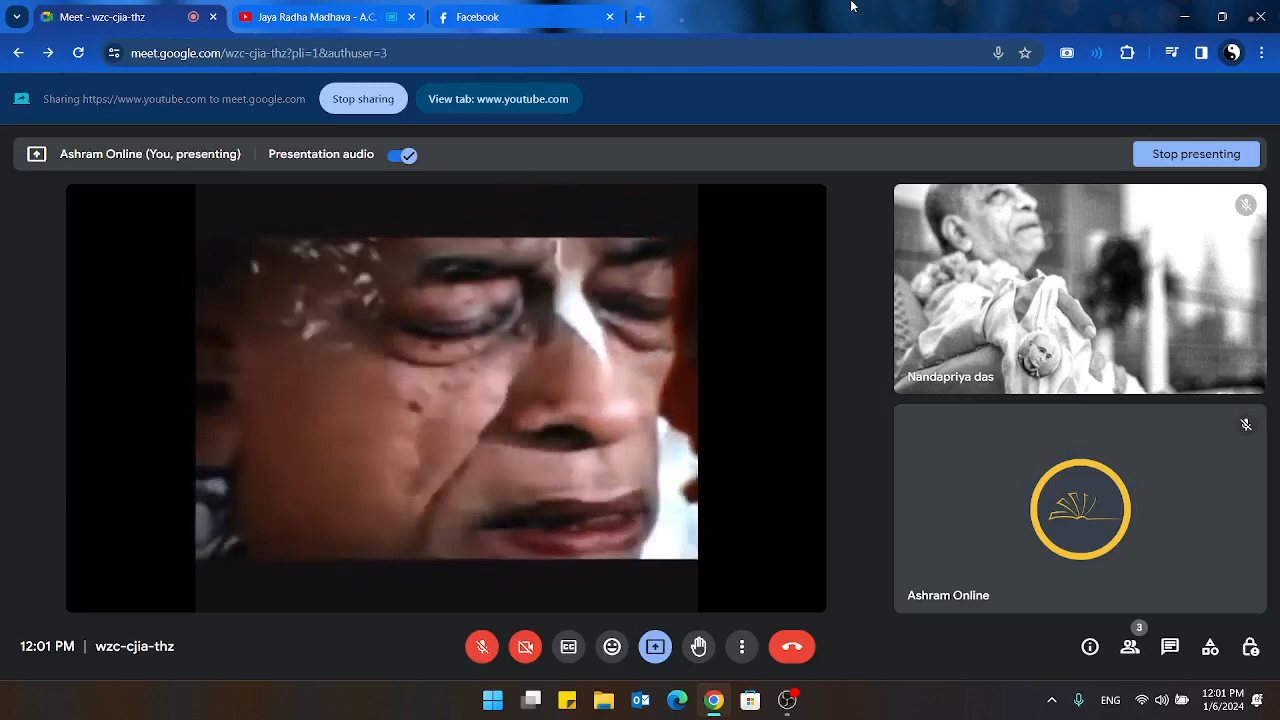 Meet - wzc-cjia-thz
Jaya Radha Madhava - A.C.
Facebook
meet.google.com/wzc-cjia-thz?pli=1&authuser=3
Sharing https://www.youtube.com to meet.google.com
Stop sharing
View tab: www.youtube.com
Ashram Online (You, presenting)
Presentation audio
Stop presenting
Nandapriya das
Ashram Online
12:01 PM | wzc-cjia-thz
3
ENG
12:01 PM
1/6/2024